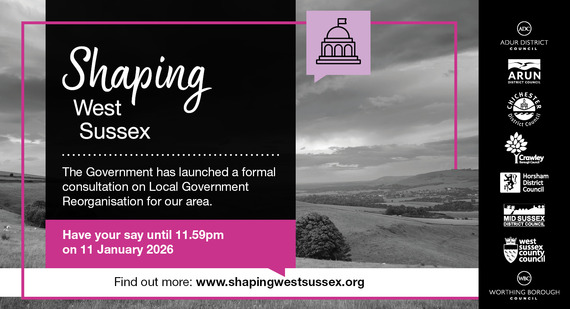 Shaping
West
Sussex
The Government has launched a formal
consultation on Local Government
Reorganisation for our area.
Have your say until 11.59pm
on 11 January 2026
Find out more: www.shapingwestsussex.org
ADC
ADUR DISTRICT
COUNCIL
ARUN
DISTRICT COUNCIL
CHICHESTER
District Council
Crawley
Borough Council
Horsham
District
Council
MID SUSSEX
DISTRICT COUNCIL
west
sussex
county
council
WBC
WORTHING BOROUGH
COUNCIL